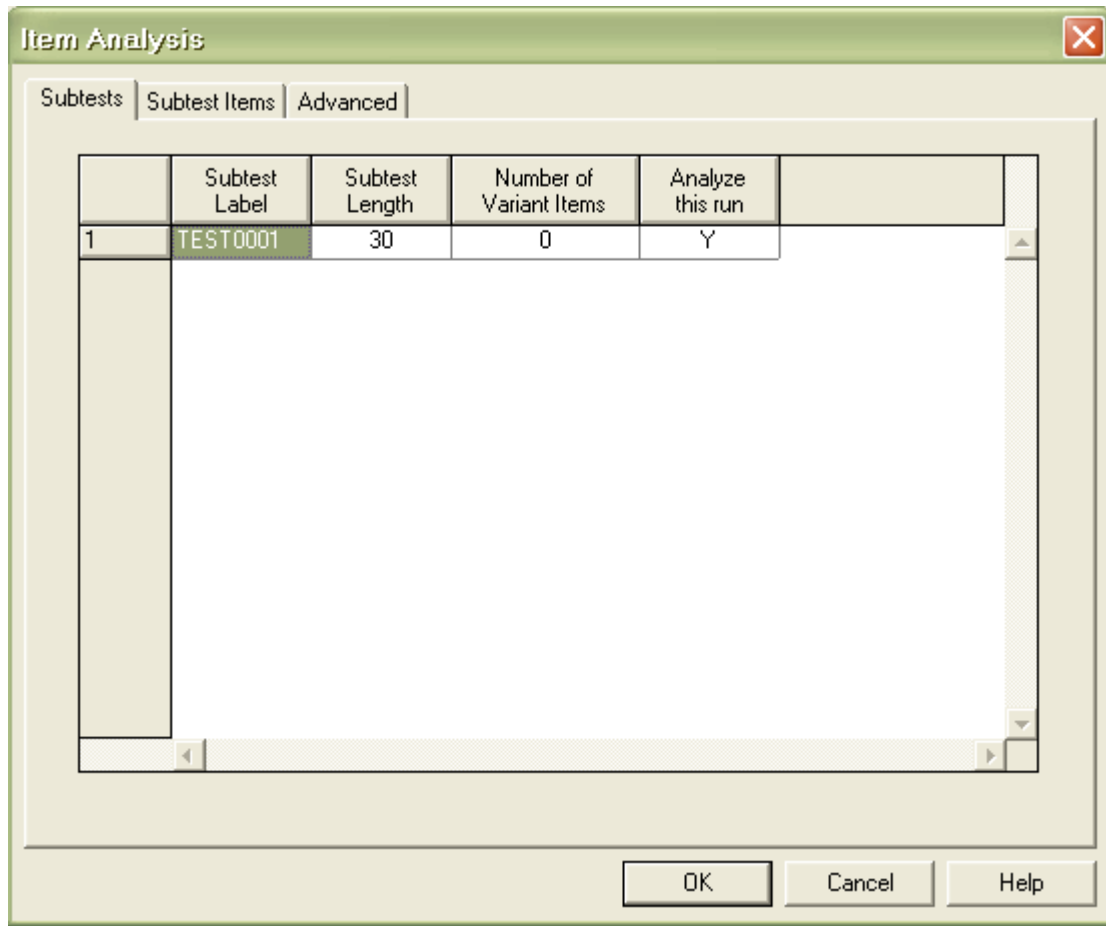 Item Analysis
Subtests Subtest Items Advanced
Subtest Label Subtest Length Number of Variant Items Analyze this run
1 TEST0001 30 0 Y
OK Cancel Help